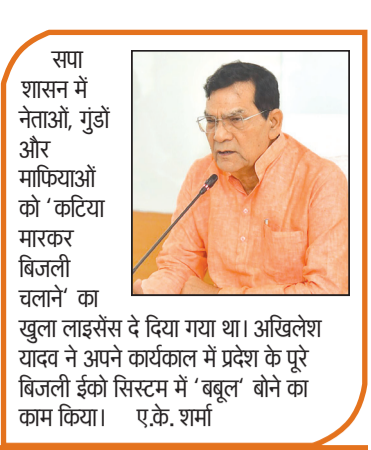 सपा
शासन में
नेताओं, गुंडों
और
माफियाओं
को ‘कटिया
मारकर
बिजली
चलाने‘ का
खुला लाइसेंस दे दिया गया था। अखिलेश
यादव ने अपने कार्यकाल में प्रदेश के पूरे
बिजली ईको सिस्टम में ‘बबूल‘ बोने का
काम किया। ए.के. शर्मा